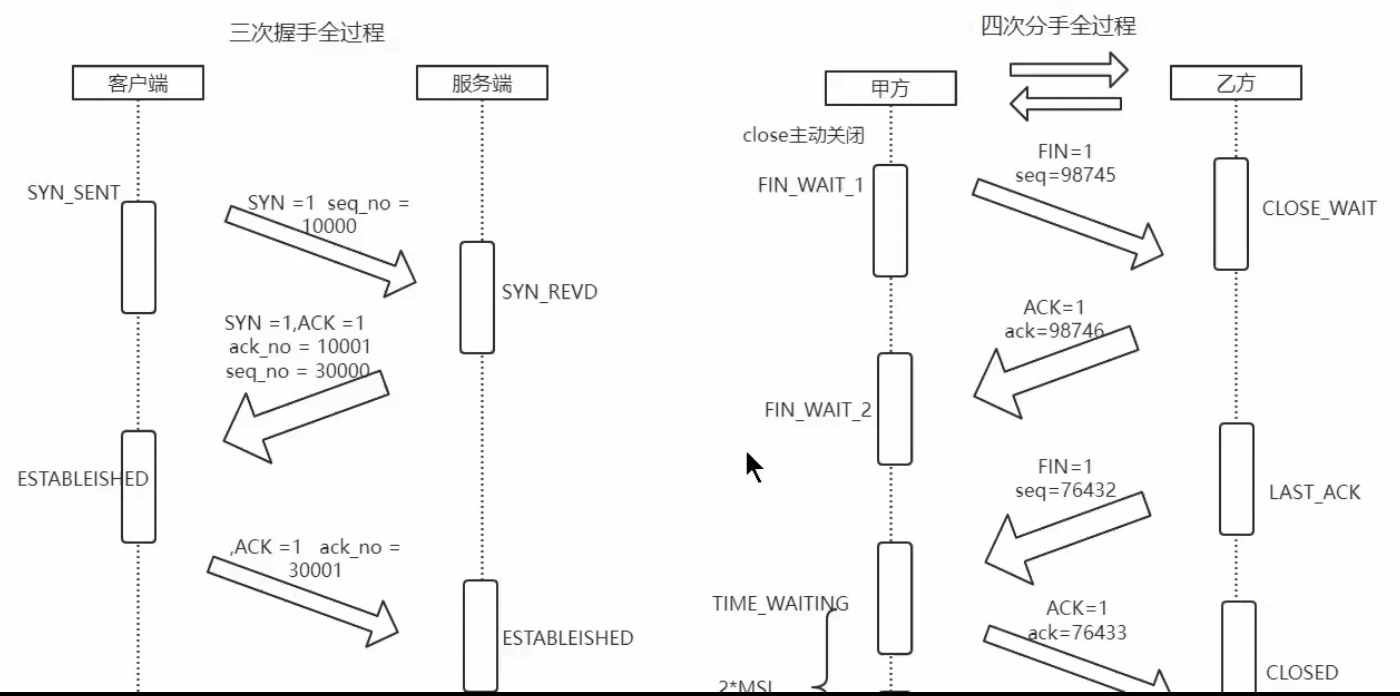 三次握手全过程
客户端
服务端
SYN_SENT
SYN =1 seq_no =
10000
SYN_REVD
SYN =1,ACK =1
ack_no = 10001
seq_no = 30000
ESTABLEISHED
,ACK =1 ack_no =
30001
ESTABLEISHED
四次分手全过程
甲方
乙方
close主动关闭
FIN_WAIT_1
FIN=1
seq=98745
CLOSE_WAIT
ACK=1
ack=98746
FIN_WAIT_2
FIN=1
seq=76432
LAST_ACK
TIME_WAITING
ACK=1
ack=76433
CLOSED
2*MSL